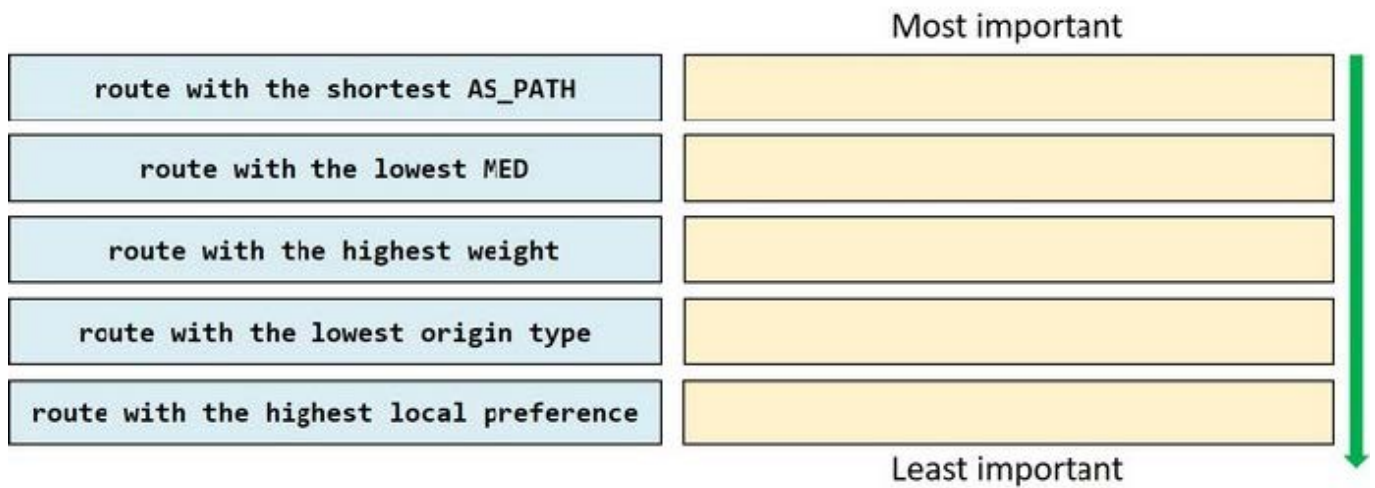 Most important
route with the shortest AS_PATH
route with the lowest MED
route with the highest weight
route with the lowest origin type
route with the highest local preference
Least important